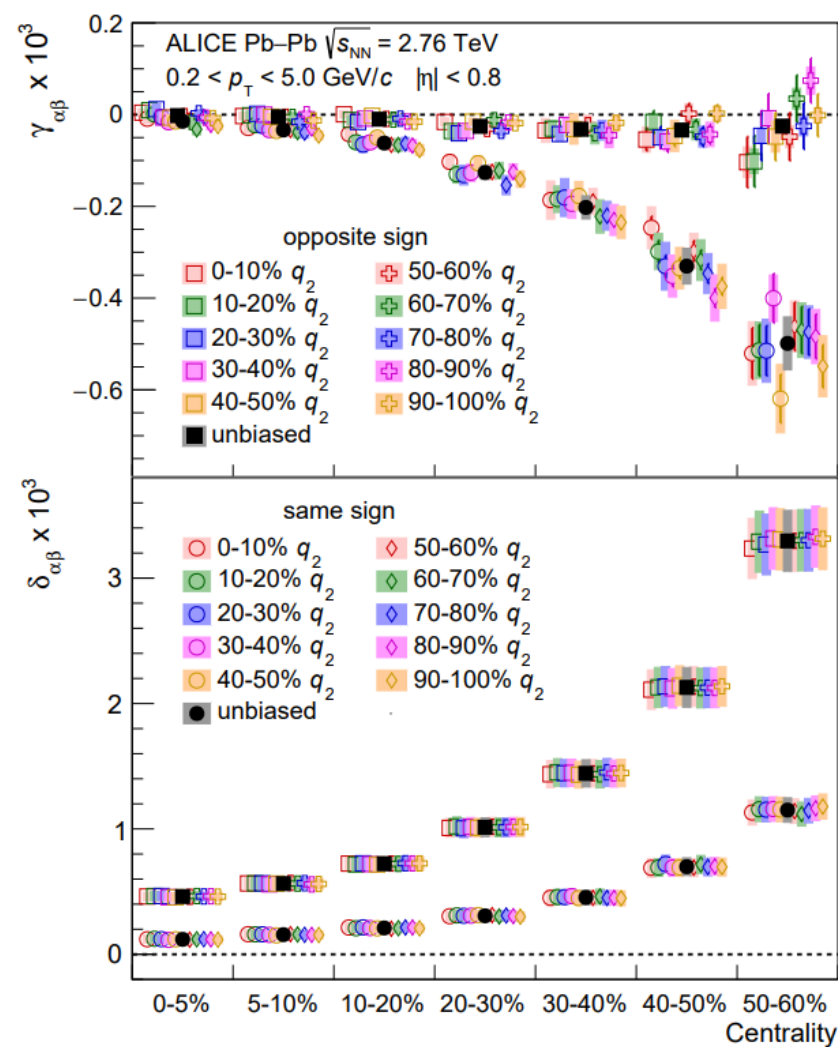 γαβ x 10³
0.2
0
−0.2
−0.4
−0.6
ALICE Pb–Pb √sNN = 2.76 TeV
0.2 < pT < 5.0 GeV/c |η| < 0.8
opposite sign
0-10% q2 50-60% q2
10-20% q2 60-70% q2
20-30% q2 70-80% q2
30-40% q2 80-90% q2
40-50% q2 90-100% q2
unbiased
δαβ x 10³
3
2
1
0
same sign
0-10% q2 50-60% q2
10-20% q2 60-70% q2
20-30% q2 70-80% q2
30-40% q2 80-90% q2
40-50% q2 90-100% q2
unbiased
0-5% 5-10% 10-20% 20-30% 30-40% 40-50% 50-60%
Centrality